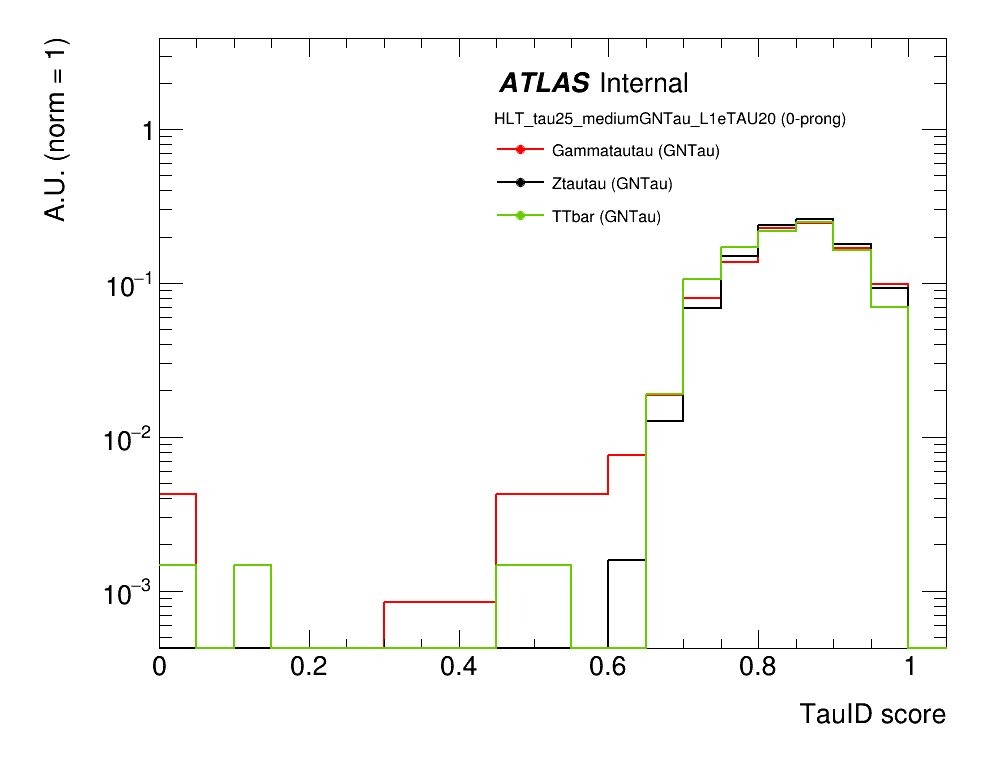 A.U. (norm = 1)
ATLAS Internal
HLT_tau25_mediumGNTau_L1eTAU20 (0-prong)
Gammatautau (GNTau)
Ztautau (GNTau)
TTbar (GNTau)
1
10⁻¹
10⁻²
10⁻³
0 0.2 0.4 0.6 0.8 1
TauID score